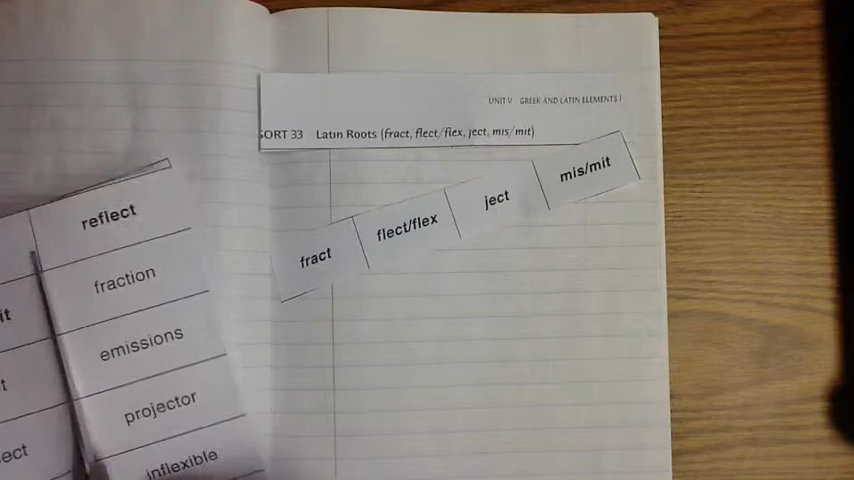 UNIT V GREEK AND LATIN ELEMENTS I
SORT 33 Latin Roots (fract, flect/flex, ject, mis/mit)
fract flect/flex ject mis/mit
reflect
fraction
emissions
projector
inflexible